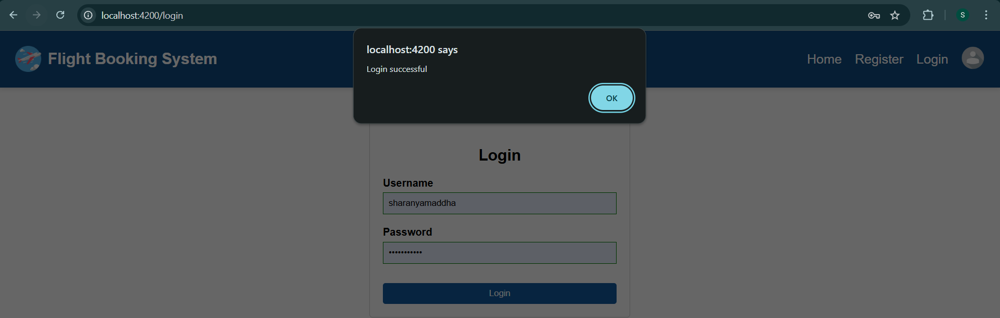 localhost:4200/login
S
Flight Booking System
Home Register Login
localhost:4200 says
Login successful
OK
Login
Username
sharanyamaddha
Password
•••••••••••
Login